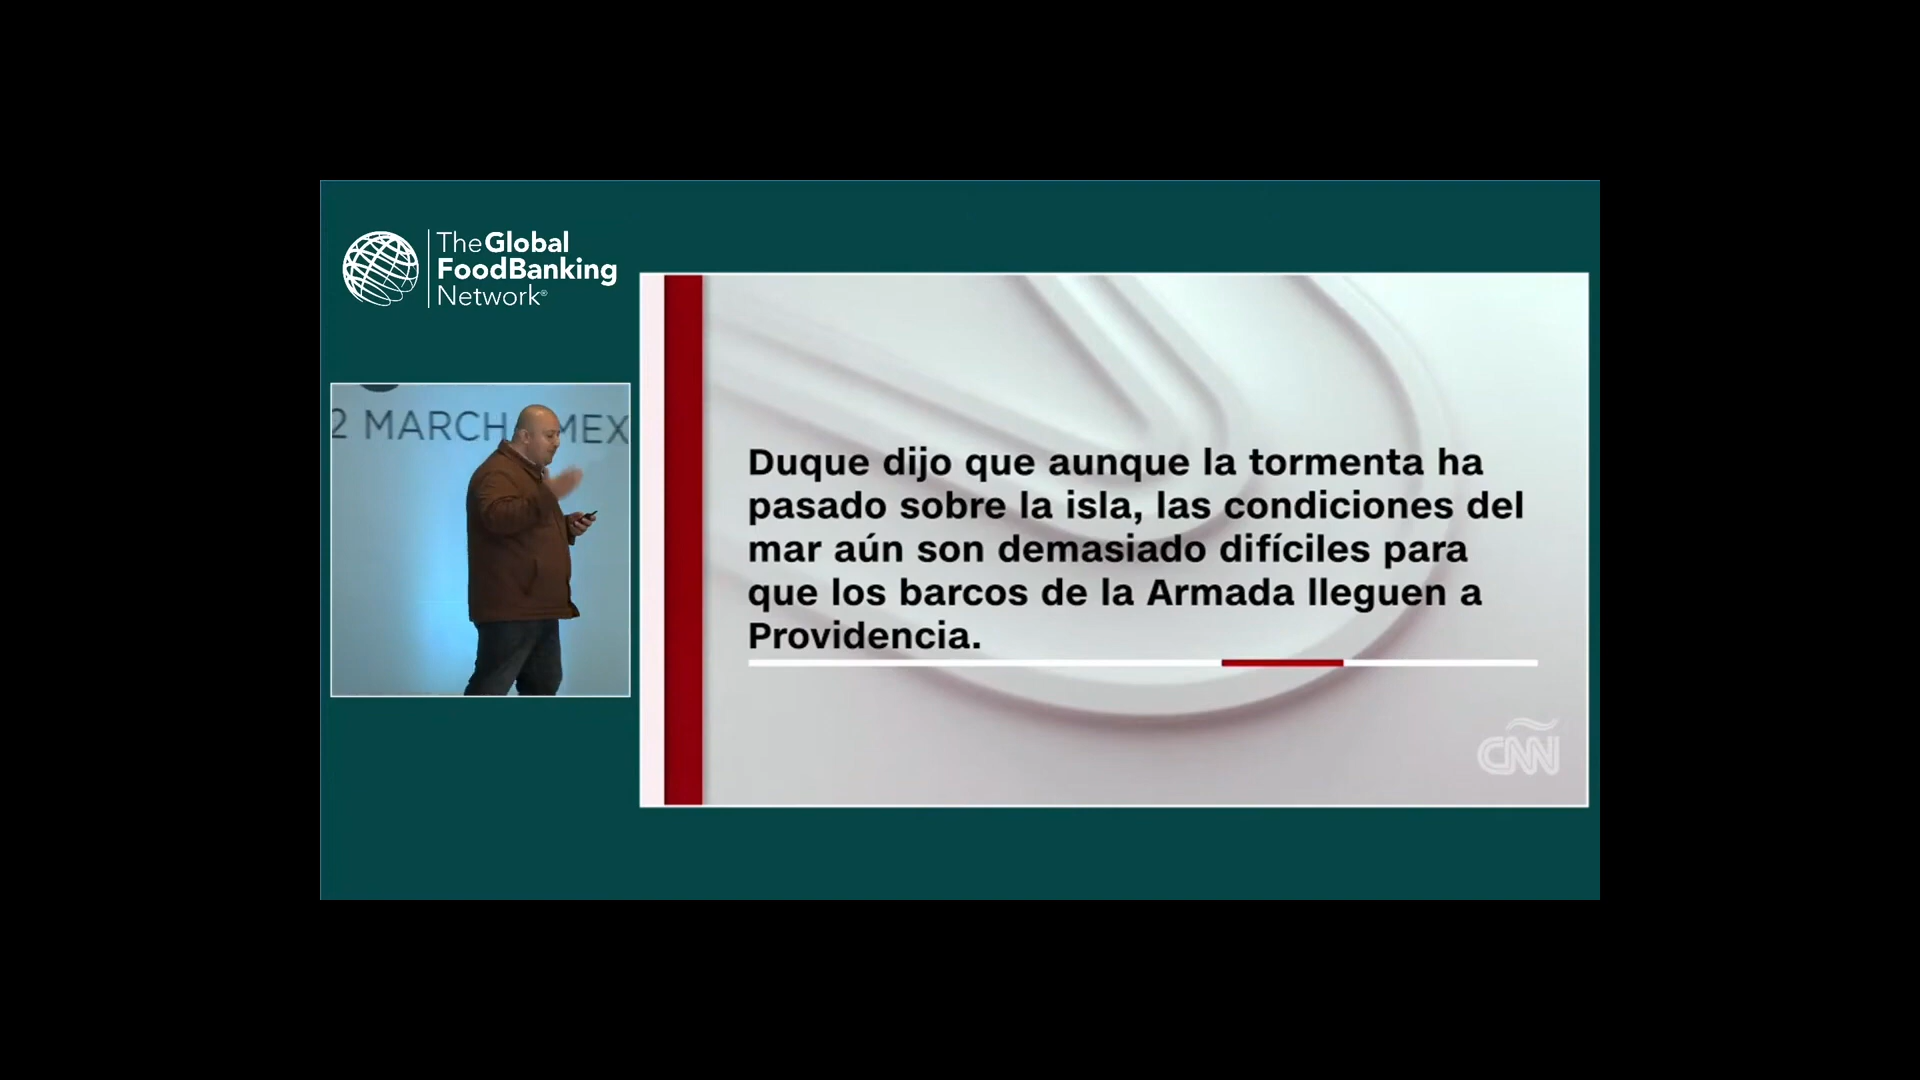 The Global
FoodBanking
Network®
2 MARCH MEX
Duque dijo que aunque la tormenta ha
pasado sobre la isla, las condiciones del
mar aún son demasiado difíciles para
que los barcos de la Armada lleguen a
Providencia.
CNN